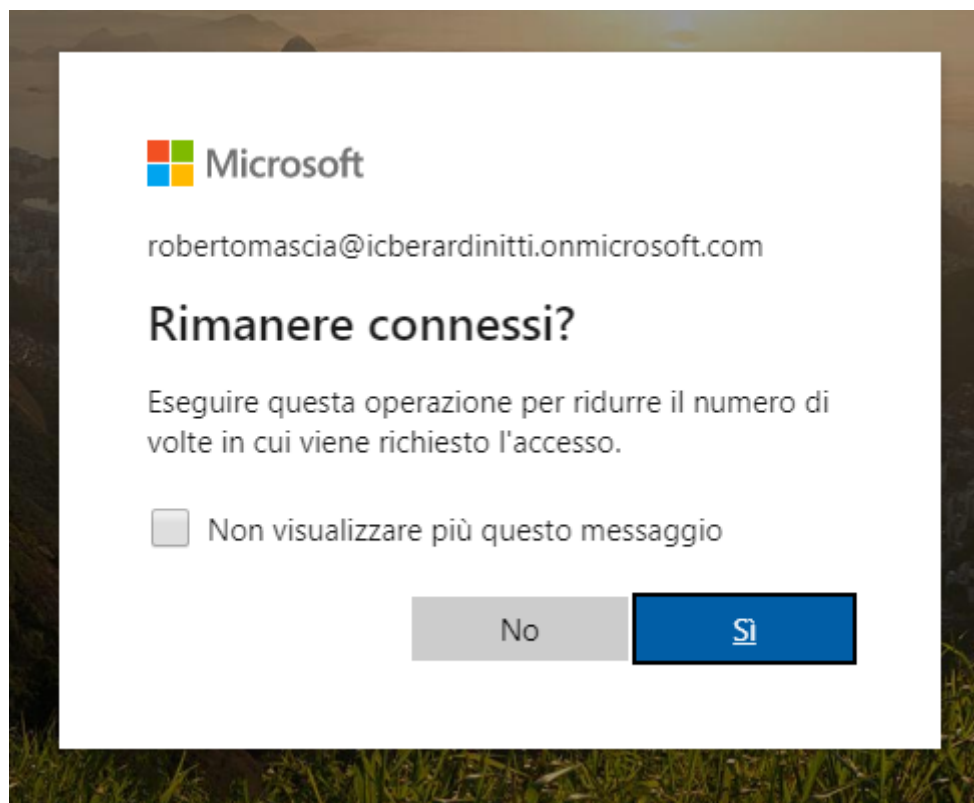 Microsoft
robertomascia@icberardinitti.onmicrosoft.com
Rimanere connessi?
Eseguire questa operazione per ridurre il numero di
volte in cui viene richiesto l'accesso.
Non visualizzare più questo messaggio
No
Sì